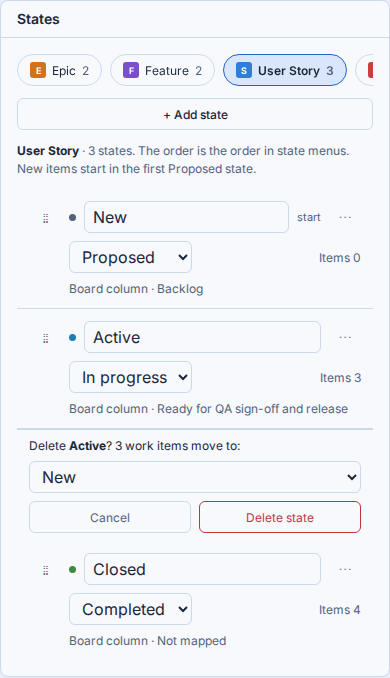 States
E Epic 2 F Feature 2 S User Story 3
+ Add state
User Story · 3 states. The order is the order in state menus.
New items start in the first Proposed state.
New start ...
Proposed Items 0
Board column · Backlog
Active ...
In progress Items 3
Board column · Ready for QA sign-off and release
Delete Active? 3 work items move to:
New
Cancel Delete state
Closed ...
Completed Items 4
Board column · Not mapped